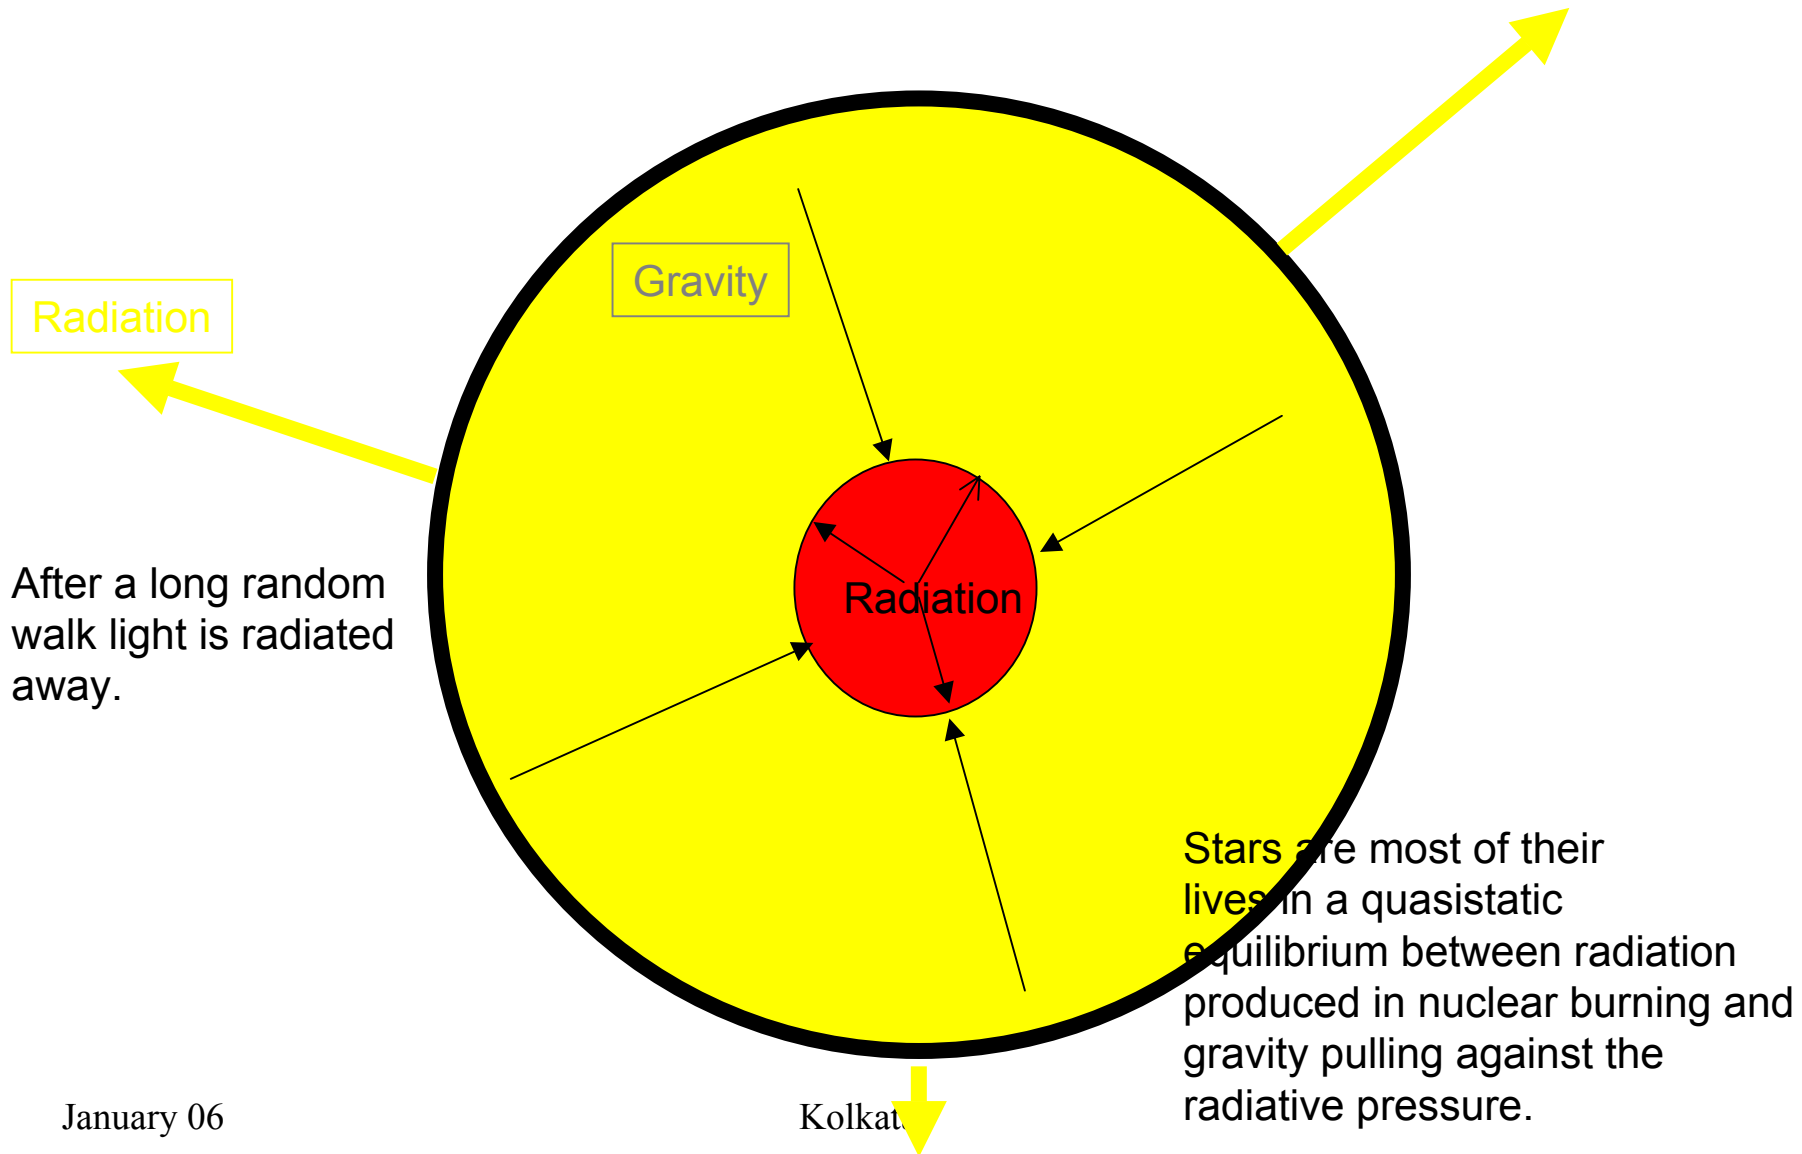 Gravity
Radiation
Radiation
After a long random
walk light is radiated
away.
Stars are most of their
lives in a quasistatic
equilibrium between radiation
produced in nuclear burning and
gravity pulling against the
radiative pressure.
January 06